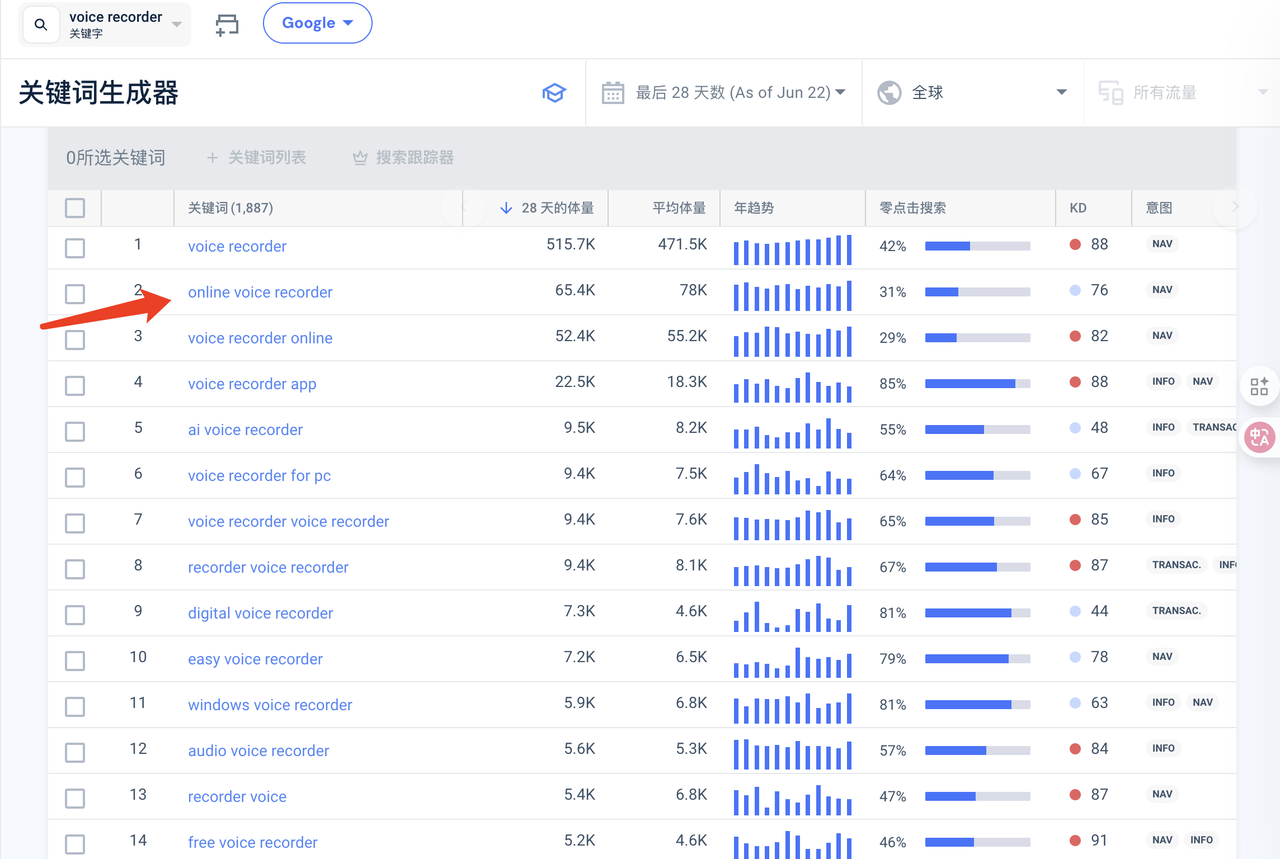 voice recorder
关键字
Google
关键词生成器
最后 28 天数 (As of Jun 22)
全球
所有流量
0所选关键词 + 关键词列表 搜索跟踪器
关键词 (1,887) 28 天的体量 平均体量 年趋势 零点击搜索 KD 意图
1 voice recorder 515.7K 471.5K 42% 88 NAV
2 online voice recorder 65.4K 78K 31% 76 NAV
3 voice recorder online 52.4K 55.2K 29% 82 NAV
4 voice recorder app 22.5K 18.3K 85% 88 INFO NAV
5 ai voice recorder 9.5K 8.2K 55% 48 INFO TRANSAC
6 voice recorder for pc 9.4K 7.5K 64% 67 INFO
7 voice recorder voice recorder 9.4K 7.6K 65% 85 INFO
8 recorder voice recorder 9.4K 8.1K 67% 87 TRANSAC. INFO
9 digital voice recorder 7.3K 4.6K 81% 44 TRANSAC.
10 easy voice recorder 7.2K 6.5K 79% 78 NAV
11 windows voice recorder 5.9K 6.8K 81% 63 INFO NAV
12 audio voice recorder 5.6K 5.3K 57% 84 INFO
13 recorder voice 5.4K 6.8K 47% 87 NAV
14 free voice recorder 5.2K 4.6K 46% 91 NAV INFO